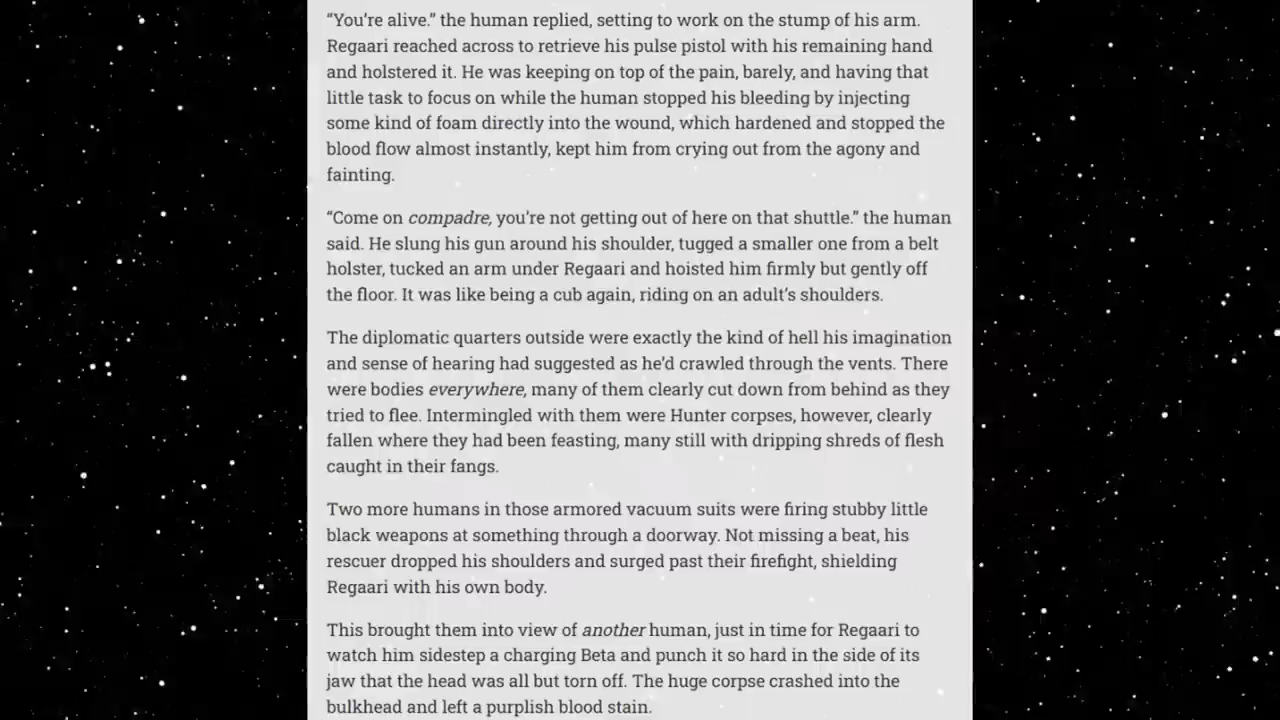 “You’re alive.” the human replied, setting to work on the stump of his arm.
Regaari reached across to retrieve his pulse pistol with his remaining hand
and holstered it. He was keeping on top of the pain, barely, and having that
little task to focus on while the human stopped his bleeding by injecting
some kind of foam directly into the wound, which hardened and stopped the
blood flow almost instantly, kept him from crying out from the agony and
fainting.
“Come on compadre, you’re not getting out of here on that shuttle.” the human
said. He slung his gun around his shoulder, tugged a smaller one from a belt
holster, tucked an arm under Regaari and hoisted him firmly but gently off
the floor. It was like being a cub again, riding on an adult’s shoulders.
The diplomatic quarters outside were exactly the kind of hell his imagination
and sense of hearing had suggested as he’d crawled through the vents. There
were bodies everywhere, many of them clearly cut down from behind as they
tried to flee. Intermingled with them were Hunter corpses, however, clearly
fallen where they had been feasting, many still with dripping shreds of flesh
caught in their fangs.
Two more humans in those armored vacuum suits were firing stubby little
black weapons at something through a doorway. Not missing a beat, his
rescuer dropped his shoulders and surged past their firefight, shielding
Regaari with his own body.
This brought them into view of another human, just in time for Regaari to
watch him sidestep a charging Beta and punch it so hard in the side of its
jaw that the head was all but torn off. The huge corpse crashed into the
bulkhead and left a purplish blood stain.